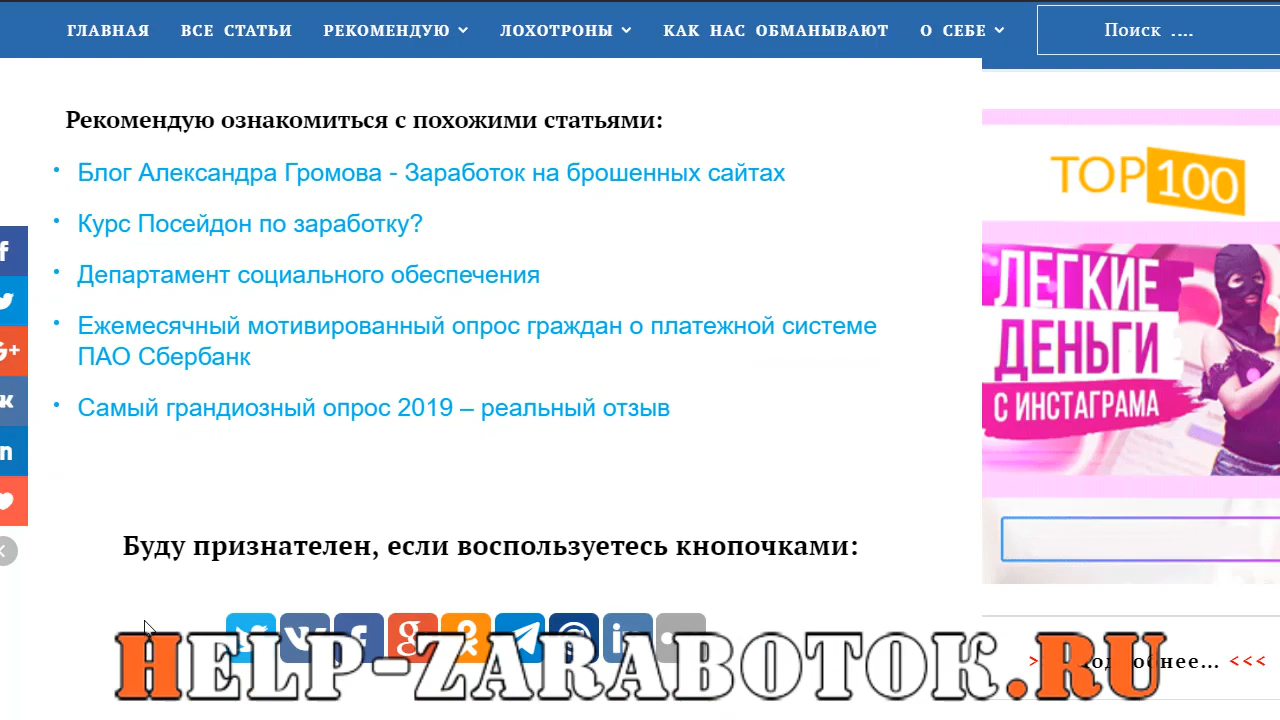 ГЛАВНАЯ ВСЕ СТАТЬИ РЕКОМЕНДУЮ ЛОХОТРОНЫ КАК НАС ОБМАНЫВАЮТ О СЕБЕ Поиск ....
Рекомендую ознакомиться с похожими статьями:
Блог Александра Громова - Заработок на брошенных сайтах
Курс Посейдон по заработку?
Департамент социального обеспечения
Ежемесячный мотивированный опрос граждан о платежной системе
ПАО Сбербанк
Самый грандиозный опрос 2019 – реальный отзыв
TOP 100
ЛЕГКИЕ
ДЕНЬГИ
С ИНСТАГРАМА
Буду признателен, если воспользуетесь кнопочками:
HELP-ZARABOTOK.RU
<<<